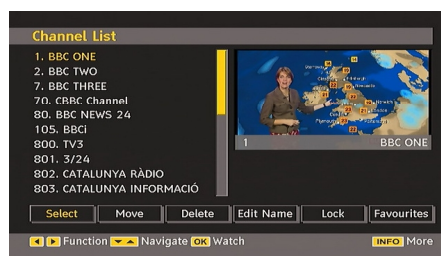 Channel List
1. BBC ONE
2. BBC TWO
7. BBC THREE
70. CBBC Channel
80. BBC NEWS 24
105. BBCi
800. TV3
801. 3/24
802. CATALUNYA RÀDIO
803. CATALUNYA INFORMACIÓ
1 BBC ONE
Select Move Delete Edit Name Lock Favourites
Function Navigate OK Watch INFO More